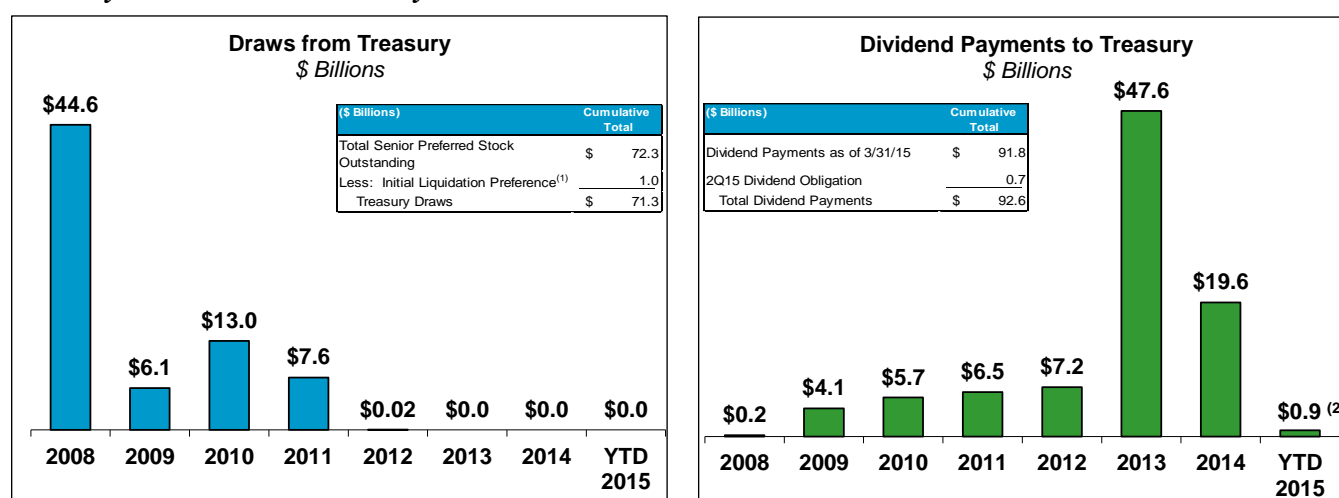 Draws from Treasury
$ Billions
$44.6
$6.1
$13.0
$7.6
$0.02
$0.0
$0.0
$0.0
($ Billions) Cumulative
Total
Total Senior Preferred Stock
Outstanding $ 72.3
Less: Initial Liquidation Preference(1) 1.0
Treasury Draws $ 71.3
2008 2009 2010 2011 2012 2013 2014 YTD
2015
Dividend Payments to Treasury
$ Billions
$0.2
$4.1
$5.7
$6.5
$7.2
$47.6
$19.6
$0.9 (2
($ Billions) Cumulative
Total
Dividend Payments as of 3/31/15 $ 91.8
2Q15 Dividend Obligation 0.7
Total Dividend Payments $ 92.6
2008 2009 2010 2011 2012 2013 2014 YTD
2015